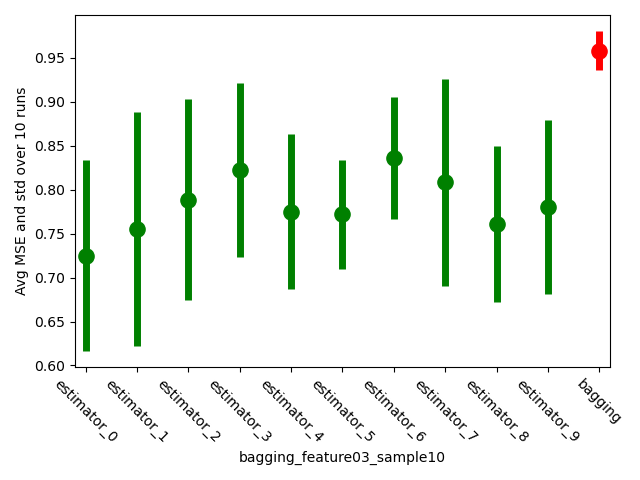 Avg MSE and std over 10 runs
0.95
0.90
0.85
0.80
0.75
0.70
0.65
0.60
estimator_0
estimator_1
estimator_2
estimator_3
estimator_4
estimator_5
estimator_6
estimator_7
estimator_8
estimator_9
bagging
bagging_feature03_sample10